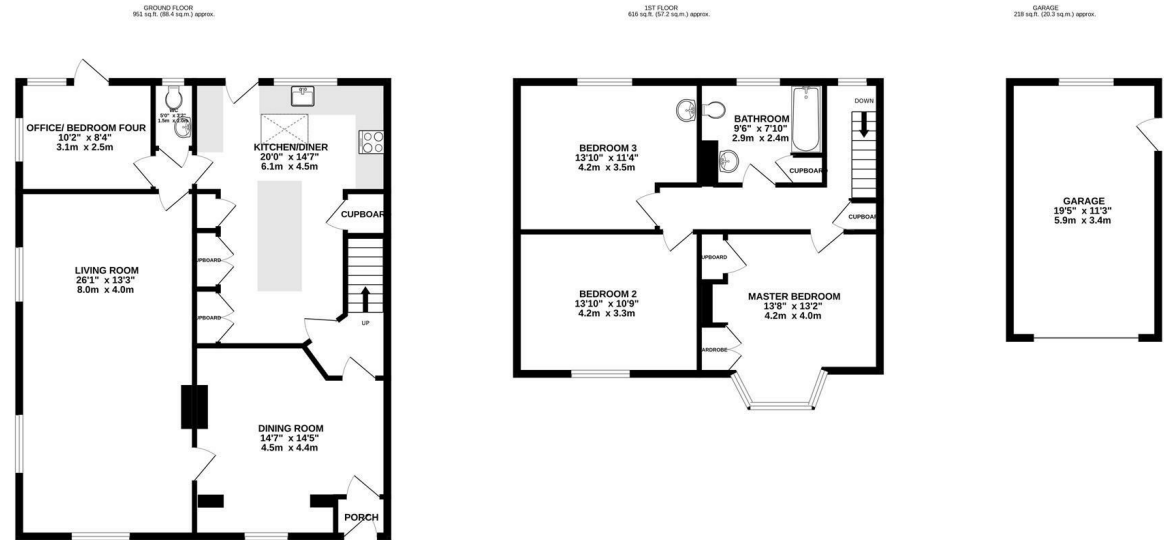 GROUND FLOOR
951 sq.ft. (88.4 sq.m.) approx.
OFFICE/ BEDROOM FOUR
10'2" x 8'4"
3.1m x 2.5m
WC
KITCHEN/DINER
20'0" x 14'7"
6.1m x 4.5m
CUPBOAR
LIVING ROOM
26'1" x 13'3"
8.0m x 4.0m
UPBOARD
UPBOARD
UP
DINING ROOM
14'7" x 14'5"
4.5m x 4.4m
PORCH
1ST FLOOR
616 sq.ft. (57.2 sq.m.) approx.
BEDROOM 3
13'10" x 11'4"
4.2m x 3.5m
BATHROOM
9'6" x 7'10"
2.9m x 2.4m
DOWN
CUPBOARD
CUPBOAR
BEDROOM 2
13'10" x 10'9"
4.2m x 3.3m
UPBOARD
MASTER BEDROOM
13'8" x 13'2"
4.2m x 4.0m
ARDROBE
GARAGE
218 sq.ft. (20.3 sq.m.) approx.
GARAGE
19'5" x 11'3"
5.9m x 3.4m